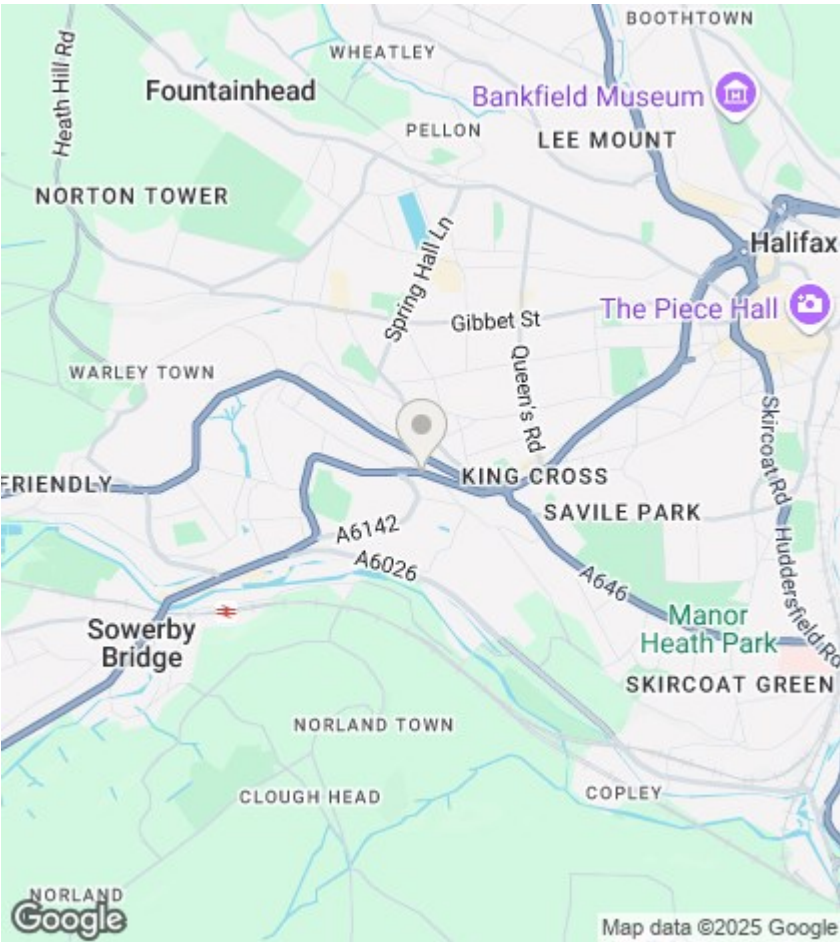 BOOTHTOWN
Heath Hill Rd
WHEATLEY
Fountainhead
Bankfield Museum
PELLON
LEE MOUNT
NORTON TOWER
Spring Hall Ln
Halifax
The Piece Hall
Gibbet St
Queen's Rd
WARLEY TOWN
Skircoat Rd
FRIENDLY
KING CROSS
SAVILE PARK
A6142
A6026
A646
Huddersfield Rd
Manor
Heath Park
Sowerby
Bridge
SKIRCOAT GREEN
NORLAND TOWN
CLOUGH HEAD
COPLEY
NORLAND
Google
Map data ©2025 Google